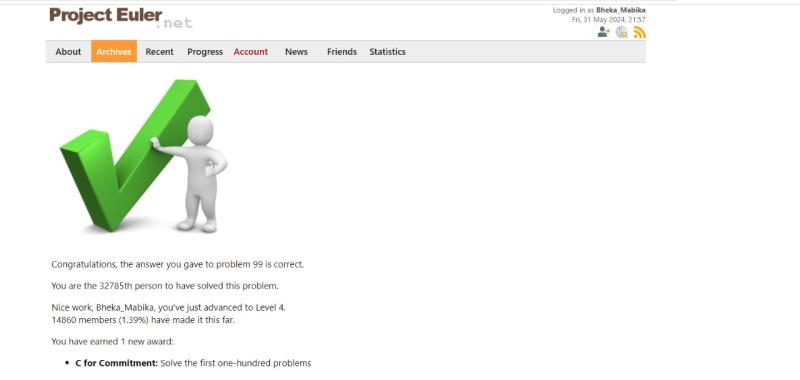 Project Euler
.net
Logged in as Bheka_Mabika
Fri, 31 May 2024, 21:57
About Archives Recent Progress Account News Friends Statistics
Congratulations, the answer you gave to problem 99 is correct.
You are the 32785th person to have solved this problem.
Nice work, Bheka_Mabika, you've just advanced to Level 4.
14860 members (1.39%) have made it this far.
You have earned 1 new award:
• C for Commitment: Solve the first one-hundred problems